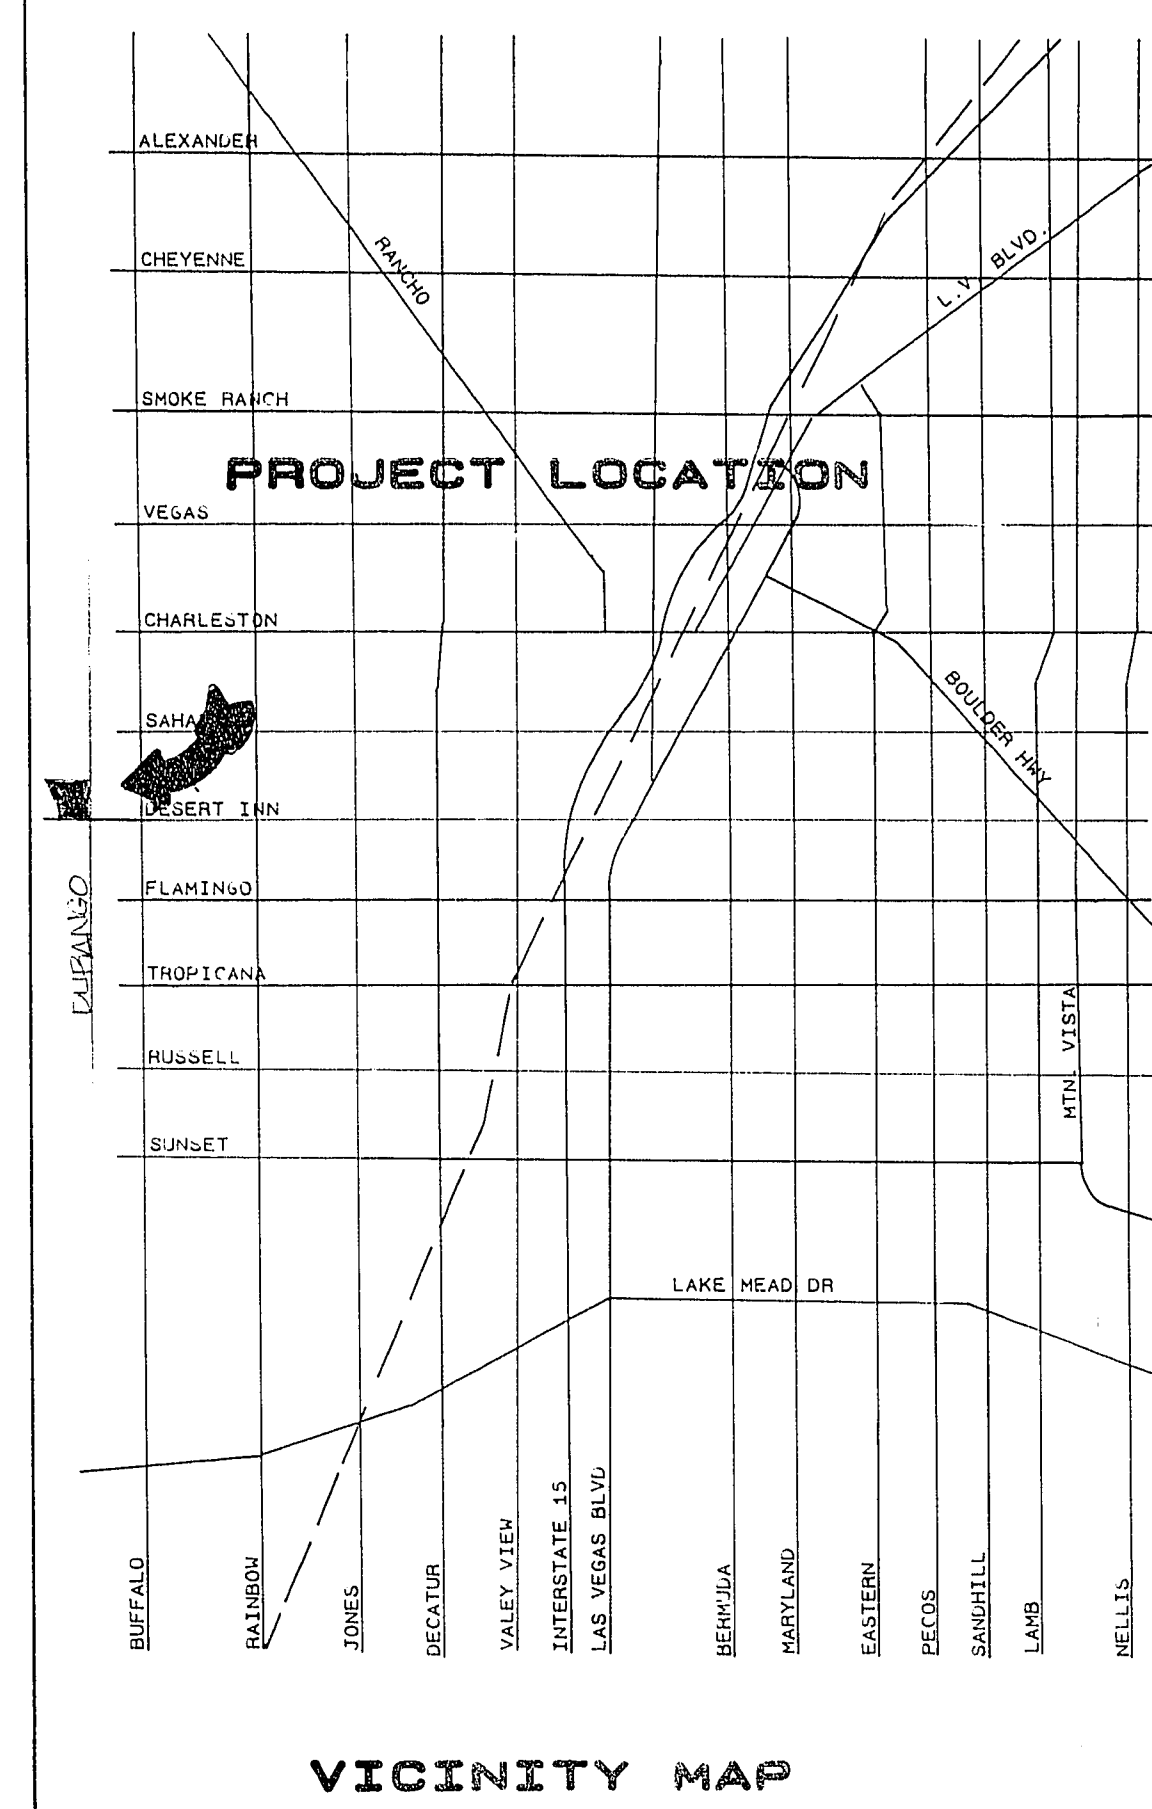 ALEXANDER
RANCHO
CHEYENNE
L.V. BLVD.
SMOKE RANCH
PROJECT LOCATION
VEGAS
CHARLESTON
BOULDER HWY
SAHA
DESERT INN
DURANGO
FLAMINGO
TROPICANA
MTN. VISTA
RUSSELL
SUNSET
LAKE MEAD DR
BUFFALO
RAINBOW
JONES
DECATUR
VALEY VIEW
INTERSTATE 15
LAS VEGAS BLVD
BERMUDA
MARYLAND
EASTERN
PECOS
SANDHILL
LAMB
NELLIS
VICINITY MAP